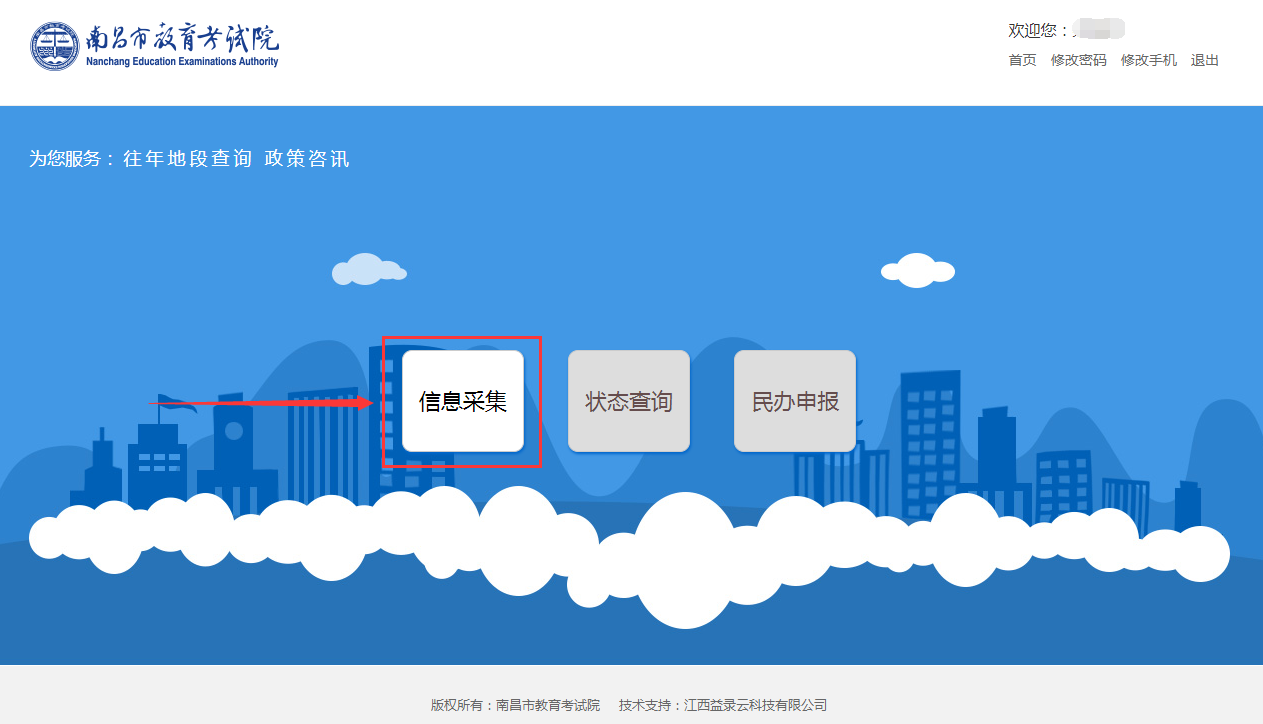 南昌市教育考试院
Nanchang Education Examinations Authority
欢迎您：
首页 修改密码 修改手机 退出
为您服务：往年地段查询 政策咨讯
信息采集
状态查询
民办申报
版权所有：南昌市教育考试院 技术支持：江西益录云科技有限公司